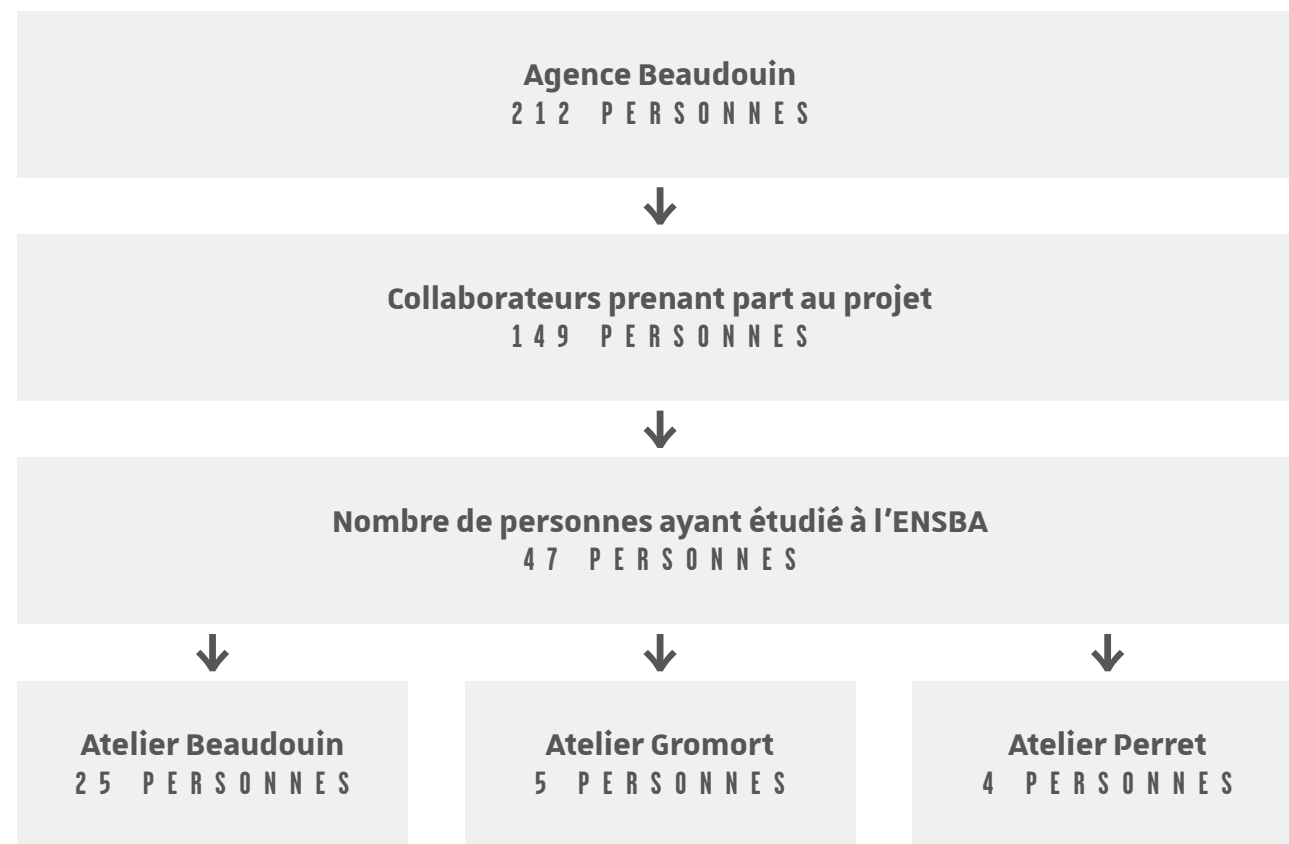 Agence Beaudouin
212 PERSONNES
Collaborateurs prenant part au projet
149 PERSONNES
Nombre de personnes ayant étudié à l’ENSBA
47 PERSONNES
Atelier Beaudouin
25 PERSONNES
Atelier Gromort
5 PERSONNES
Atelier Perret
4 PERSONNES